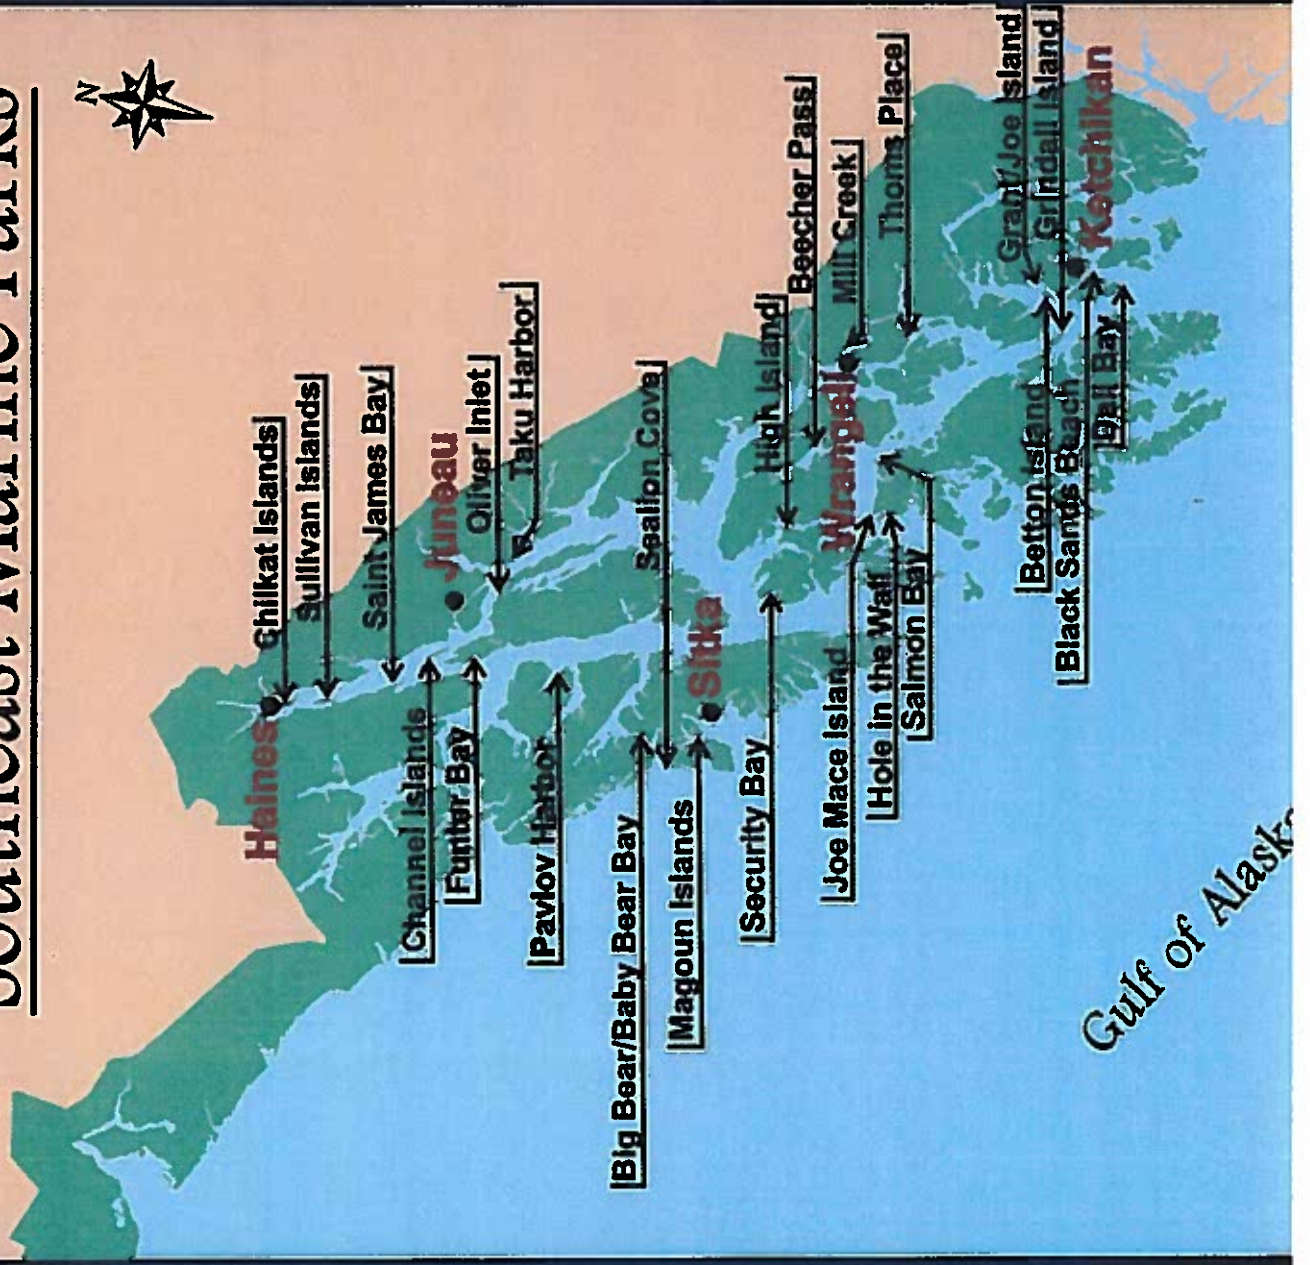 Southeast Marine Parks
N
Chilkat Islands
Sullivan Islands
Saint James Bay
Haines
Juneau
Oliver Inlet
Taku Harbor
Channel Islands
Funter Bay
Pavlov Harbor
Sealion Cove
Big Bear/Baby Bear Bay
Magoun Islands
Sitka
High Island
Beecher Pass
Mill Creek
Thoms Place
Security Bay
Wrangell
Joe Mace Island
Hole in the Wall
Salmon Bay
Grant/Joe Island
Grindall Island
Ketchikan
Betton Island
Black Sands Beach
Dall Bay
Gulf of Alaska